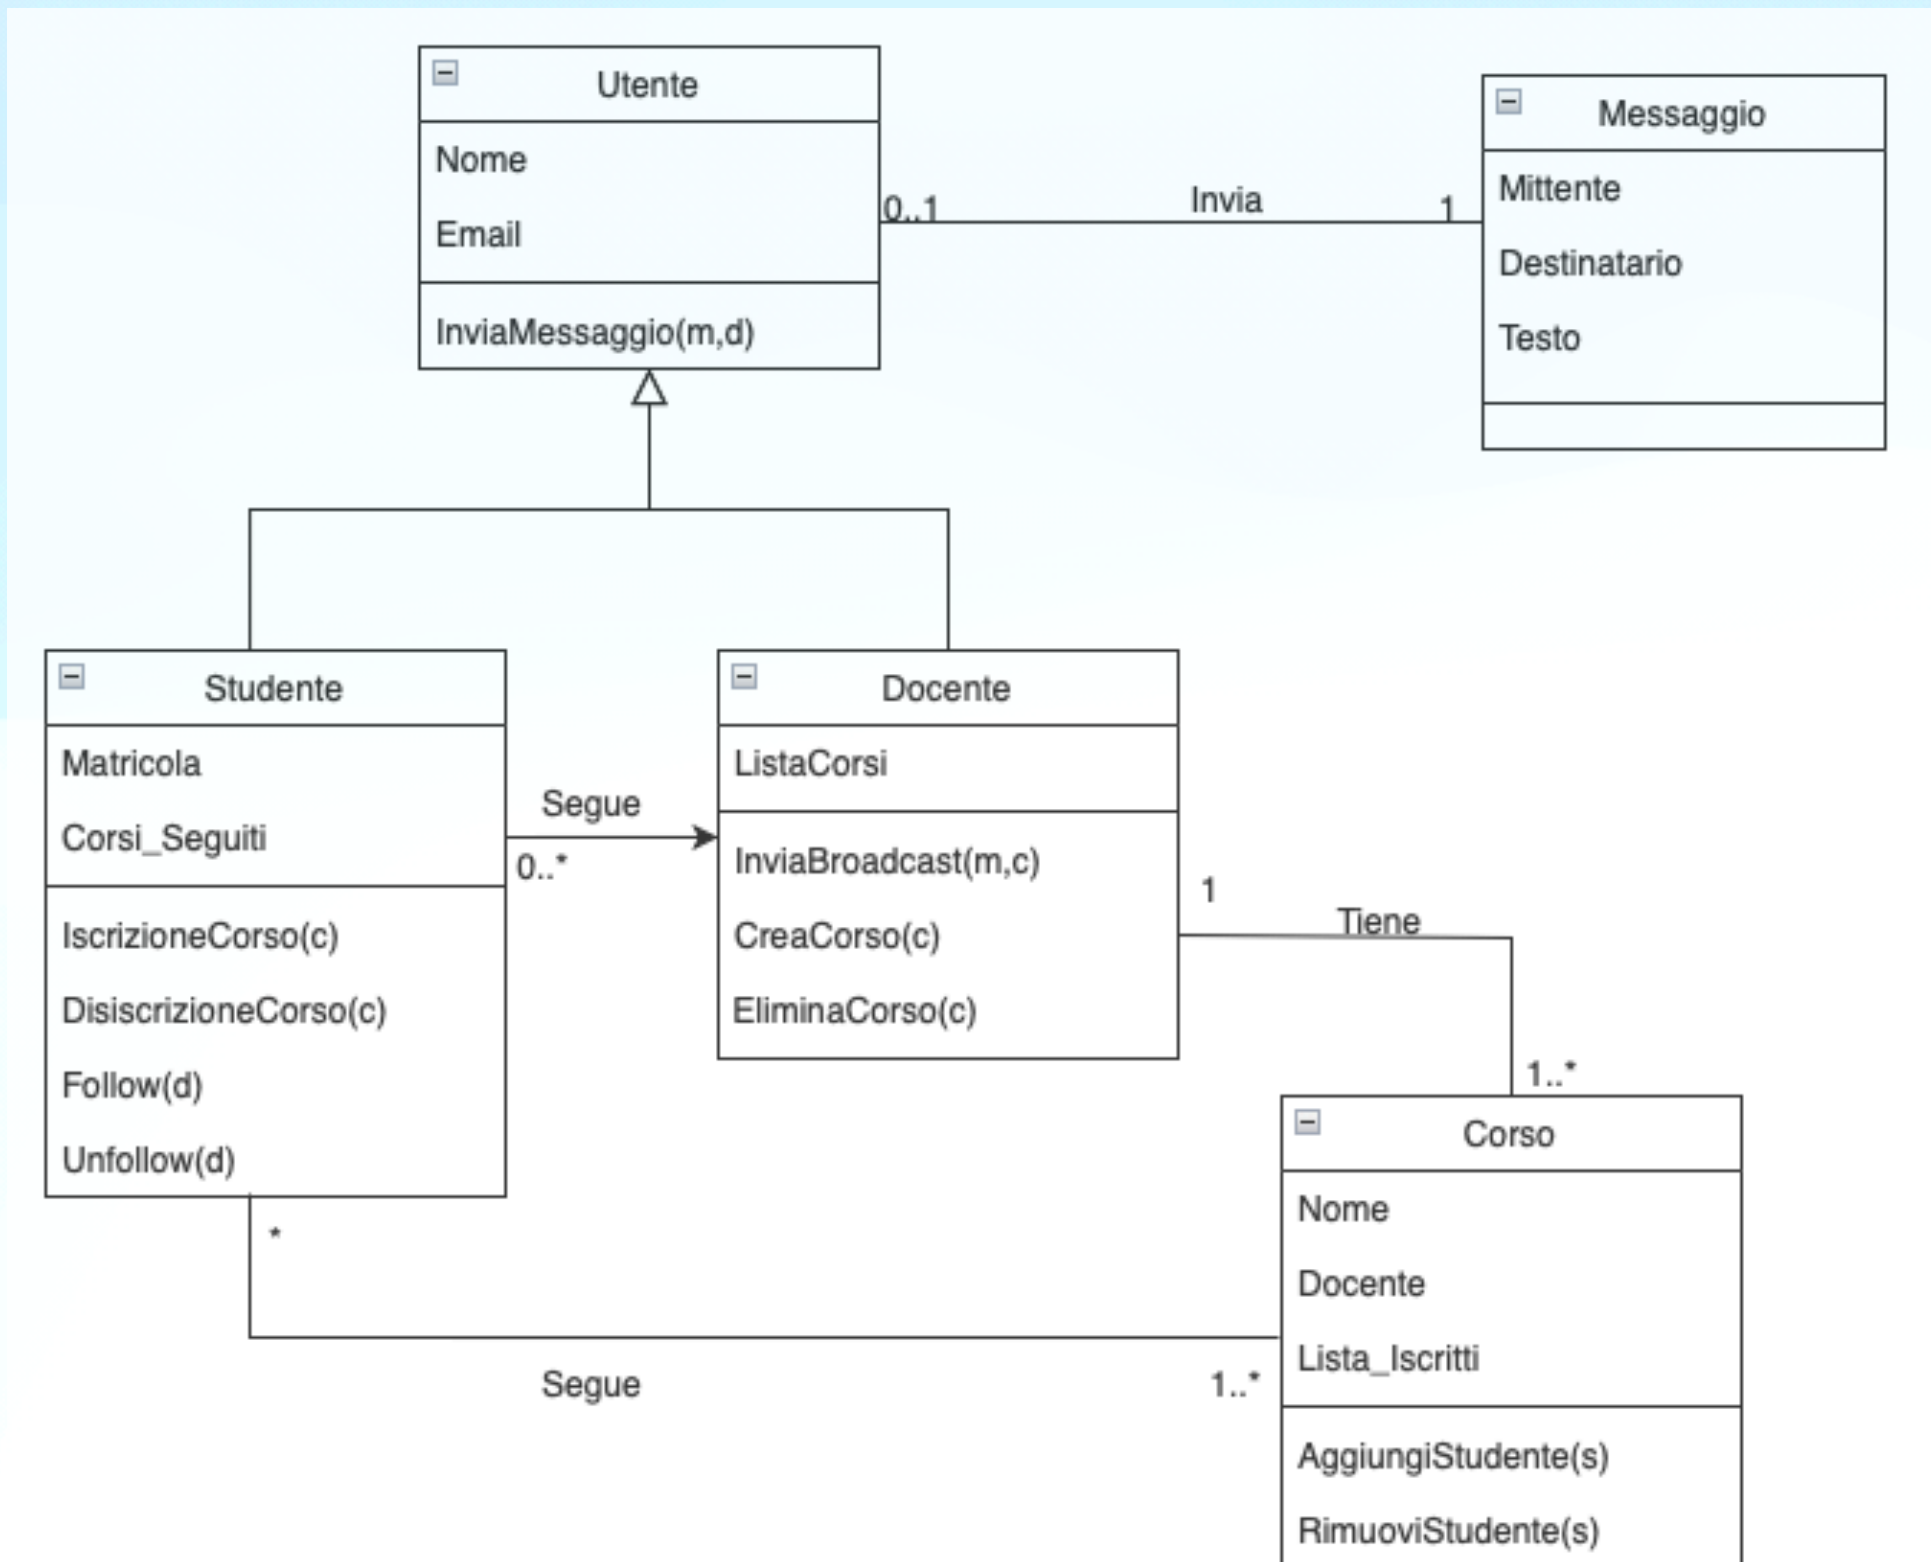 Utente
Nome
Email
InviaMessaggio(m,d)
0..1
Invia
1
Messaggio
Mittente
Destinatario
Testo
Studente
Matricola
Corsi_Seguiti
IscrizioneCorso(c)
DisiscrizioneCorso(c)
Follow(d)
Unfollow(d)
Segue
0..*
Docente
ListaCorsi
InviaBroadcast(m,c)
CreaCorso(c)
EliminaCorso(c)
1
Tiene
1..*
Corso
Nome
Docente
Lista_Iscritti
AggiungiStudente(s)
RimuoviStudente(s)
*
Segue
1..*